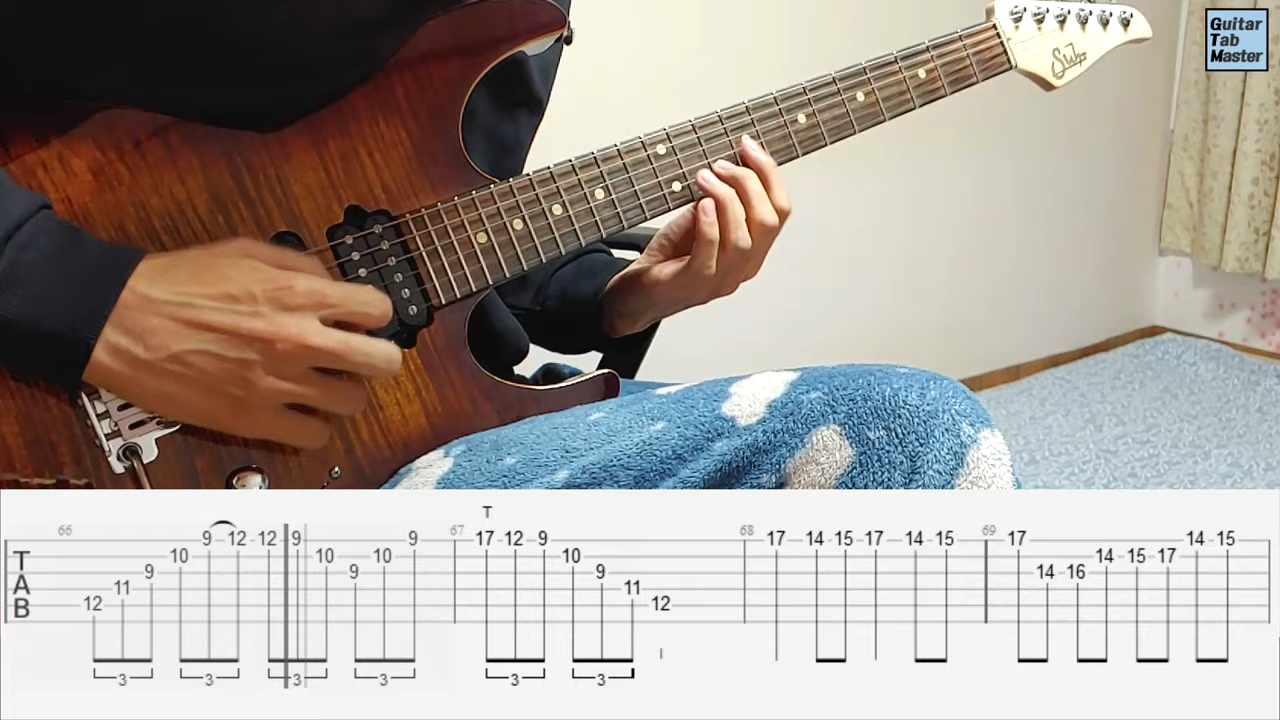 Guitar
Tab
Master
T
66 67 68 69
9 12 12 9 9 17 12 9 17 14 15 17 14 15 17 14 15
10 10 10 10 14 15 17
9 9 9 14 16
11 11
12 12
T
A
B
3 3 3 3 3 3